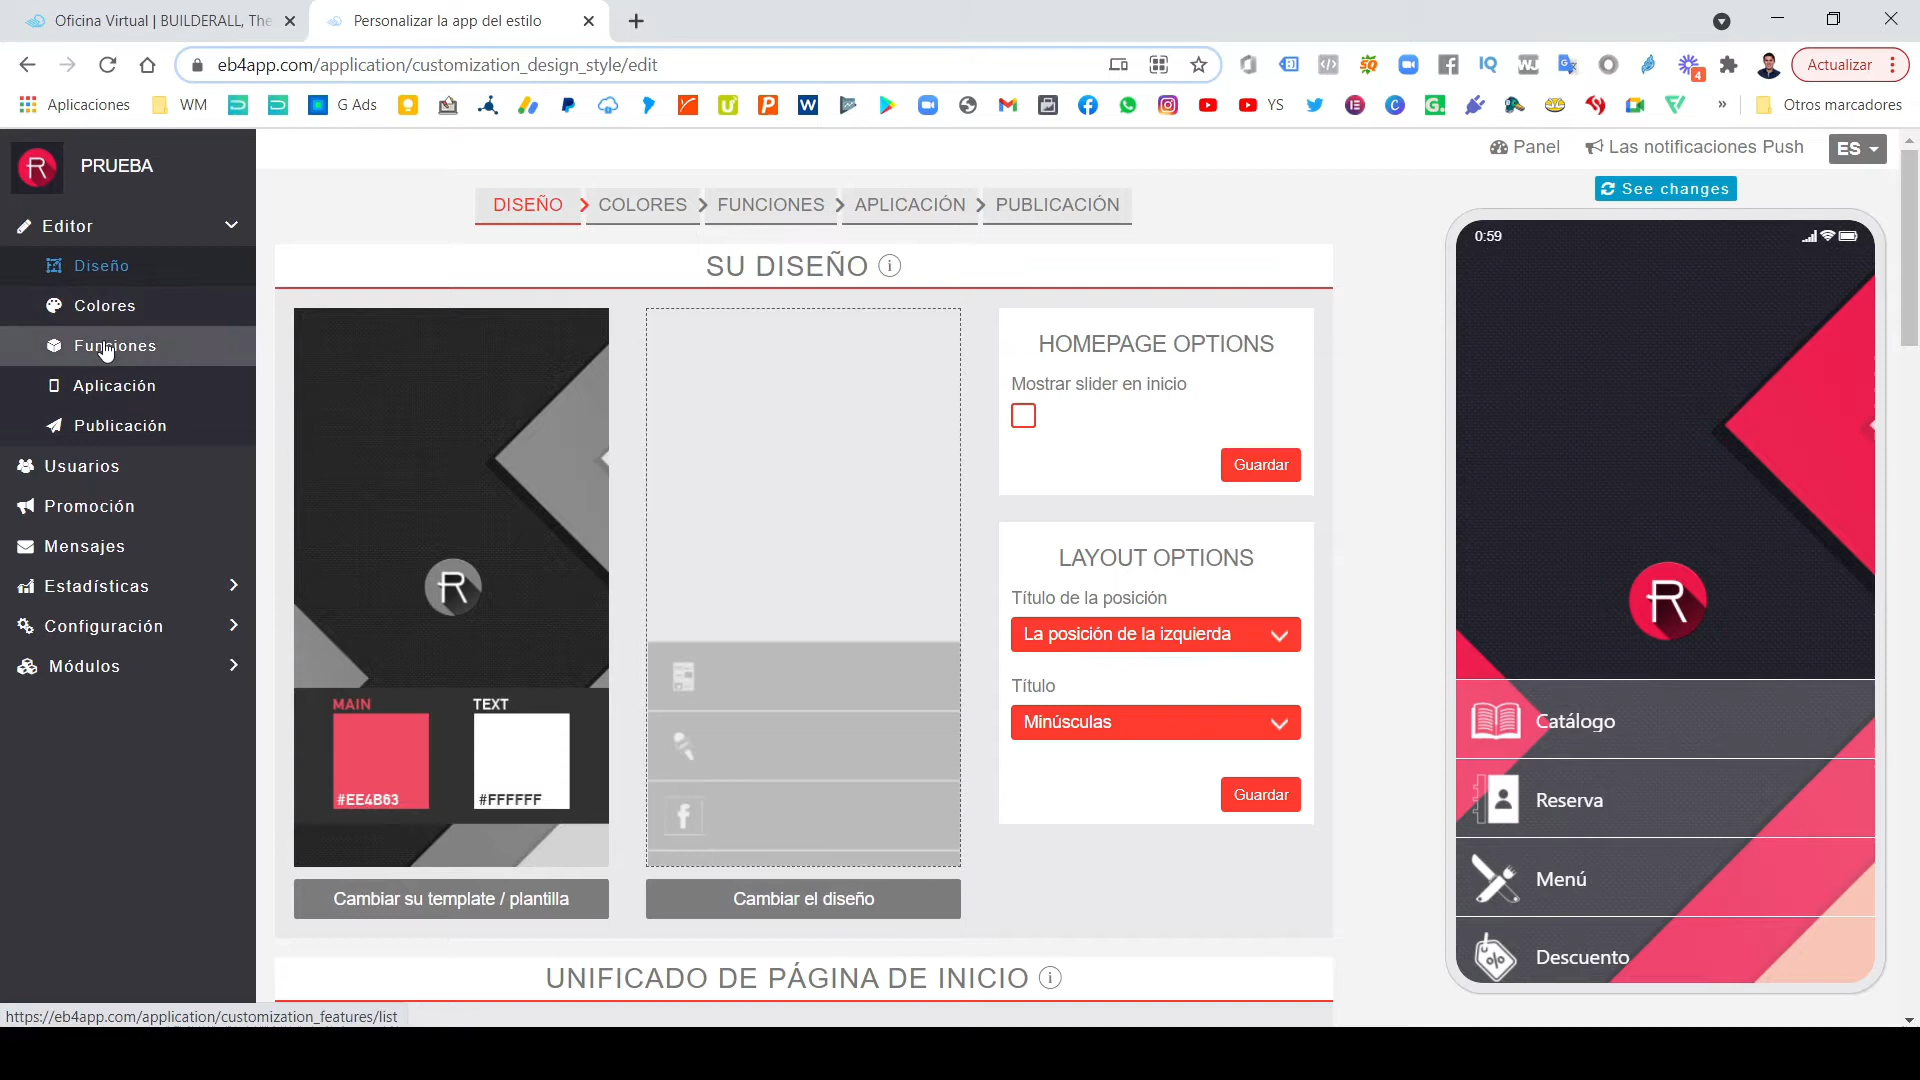 Oficina Virtual | BUILDERALL, The
Personalizar la app del estilo
eb4app.com/application/customization_design_style/edit
4
Actualizar
Aplicaciones
WM
G Ads
YS
»
Otros marcadores
PRUEBA
Panel
Las notificaciones Push
ES
See changes
Editor
Diseño
Colores
Funciones
Aplicación
Publicación
Usuarios
Promoción
Mensajes
Estadísticas
Configuración
Módulos
DISEÑO
COLORES
FUNCIONES
APLICACIÓN
PUBLICACIÓN
SU DISEÑO
R
MAIN
TEXT
#EE4B63
#FFFFFF
Cambiar su template / plantilla
Cambiar el diseño
HOMEPAGE OPTIONS
Mostrar slider en inicio
Guardar
LAYOUT OPTIONS
Título de la posición
La posición de la izquierda
Título
Minúsculas
Guardar
UNIFICADO DE PÁGINA DE INICIO
0:59
R
Catálogo
Reserva
Menú
Descuento
https://eb4app.com/application/customization_features/list